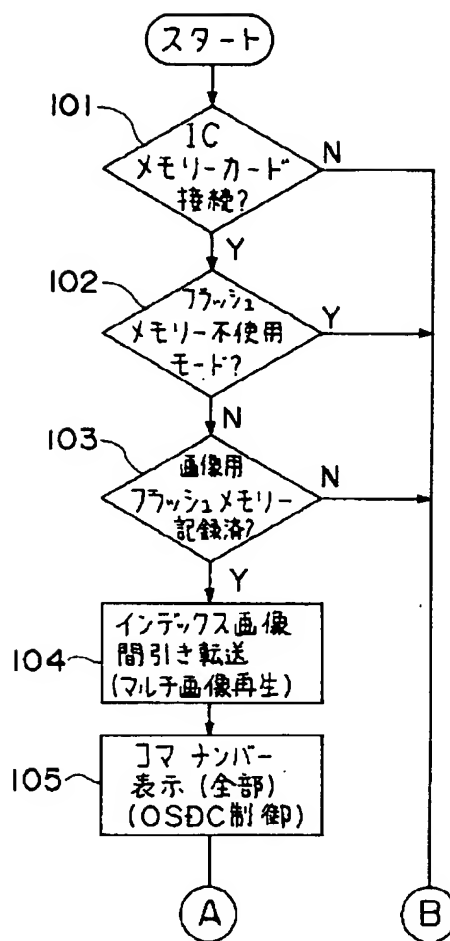 スタート
101
IC
メモリーカード
接続?
N
Y
102
フラッシュ
メモリー不使用
モード?
Y
N
103
画像用
フラッシュメモリー
記録済?
N
Y
104
インデックス画像
間引き転送
(マルチ画像再生)
105
コマ ナンバー
表示(全部)
(OSDC制御)
A
B